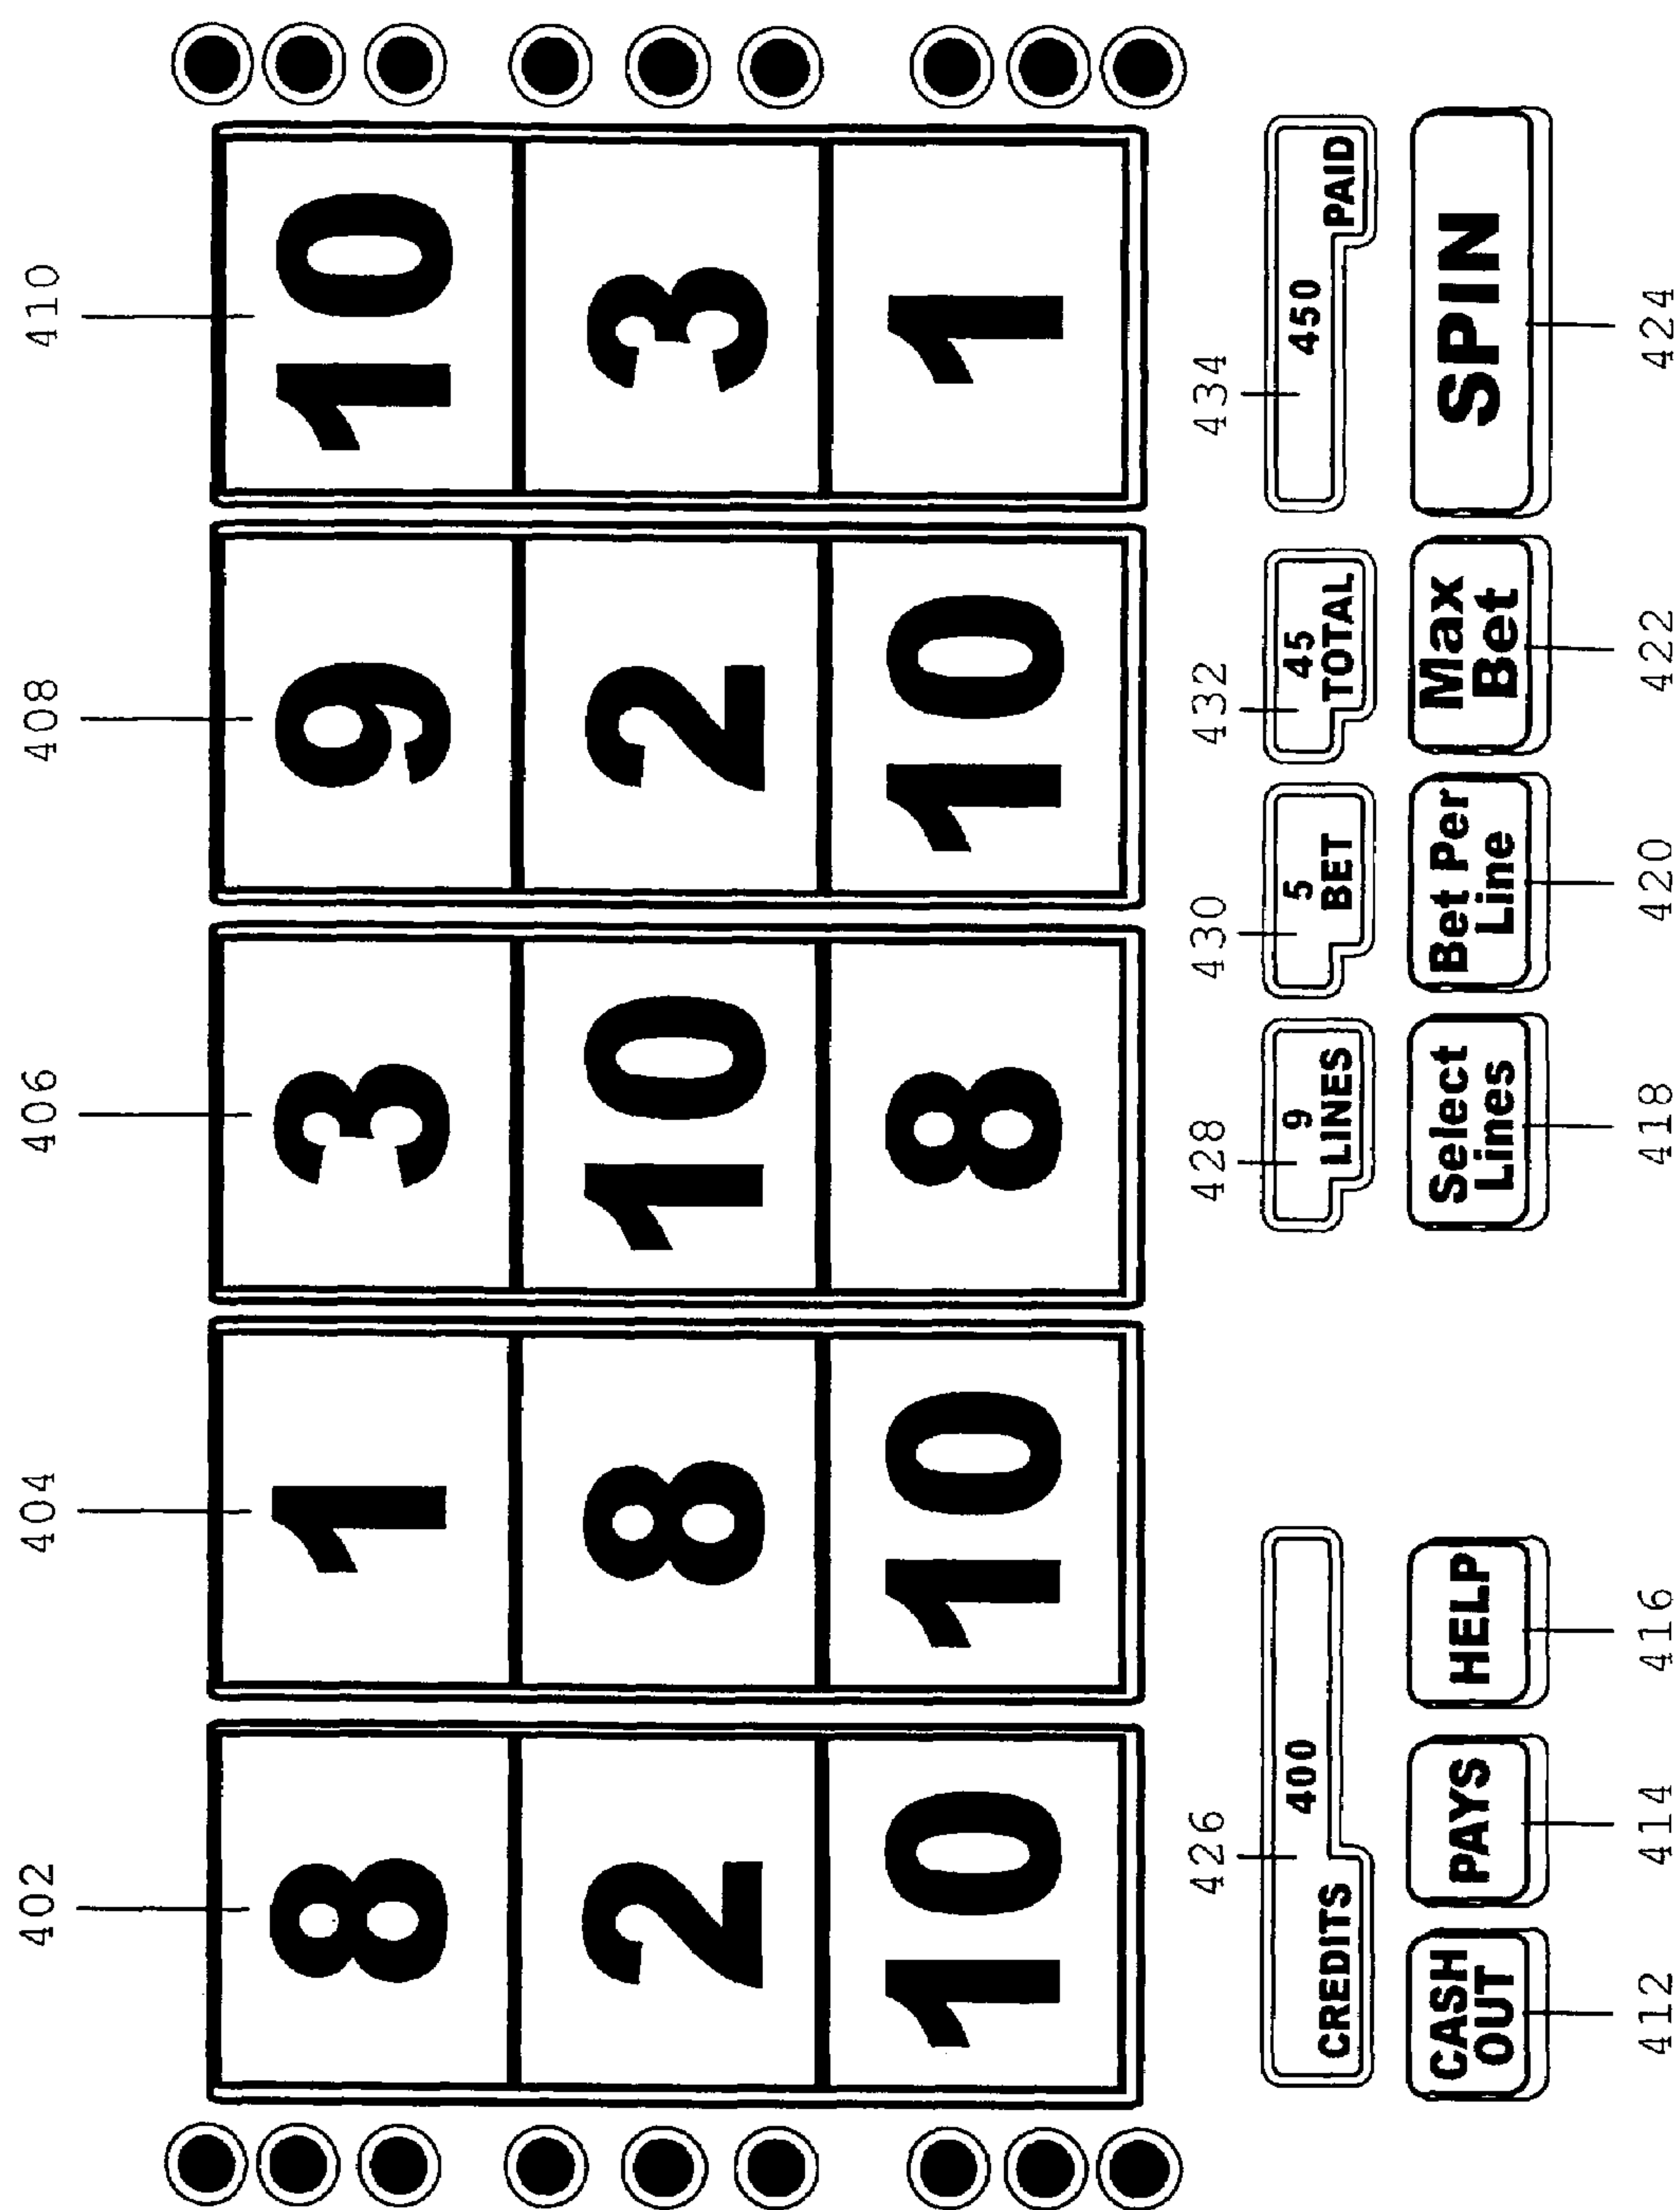 402 404 406 408 410
8 1 3 9 10
2 8 10 2 3
10 10 8 10 1
426 428 430 432 434
400 9 5 45 450
CREDITS LINES BET TOTAL PAID
CASH OUT
PAYS
HELP
Select Lines
Bet Per Line
Max Bet
SPIN
412 414 416 418 420 422 424